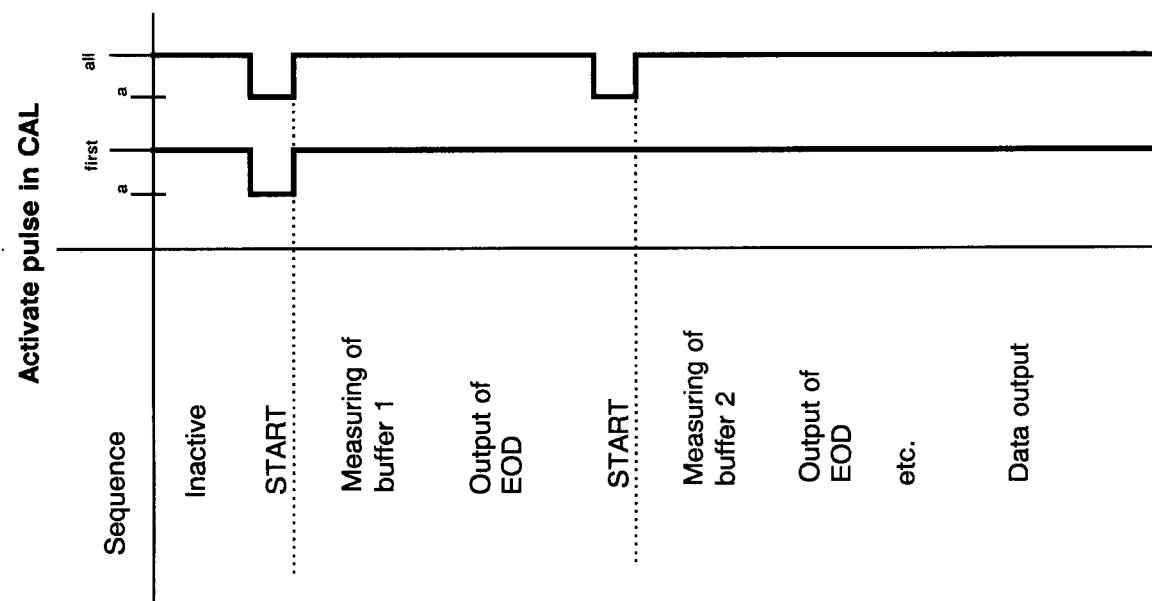 Activate pulse in CAL
all
a
first
a
Sequence
Inactive
START
Measuring of
buffer 1
Output of
EOD
START
Measuring of
buffer 2
Output of
EOD
etc.
Data output